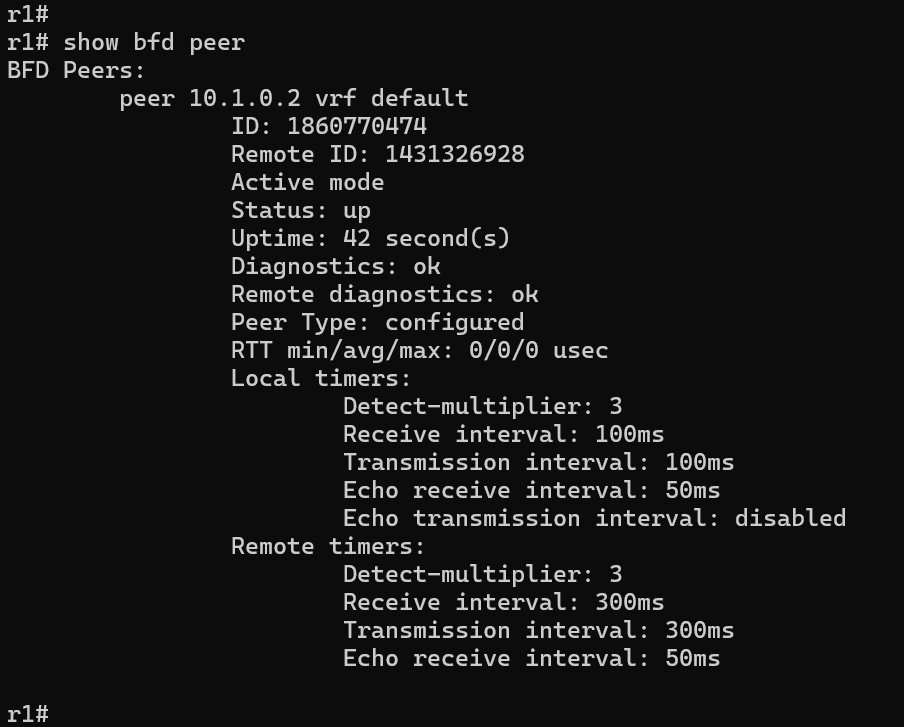 r1#
r1# show bfd peer
BFD Peers:
        peer 10.1.0.2 vrf default
                ID: 1860770474
                Remote ID: 1431326928
                Active mode
                Status: up
                Uptime: 42 second(s)
                Diagnostics: ok
                Remote diagnostics: ok
                Peer Type: configured
                RTT min/avg/max: 0/0/0 usec
                Local timers:
                        Detect-multiplier: 3
                        Receive interval: 100ms
                        Transmission interval: 100ms
                        Echo receive interval: 50ms
                        Echo transmission interval: disabled
                Remote timers:
                        Detect-multiplier: 3
                        Receive interval: 300ms
                        Transmission interval: 300ms
                        Echo receive interval: 50ms
r1#